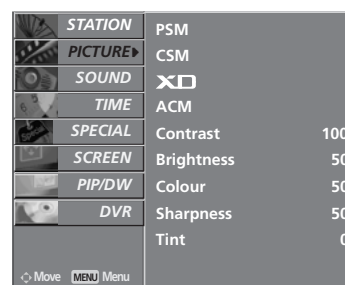 STATION
PICTURE
SOUND
TIME
SPECIAL
SCREEN
PIP/DW
DVR
Move MENU Menu
PSM
CSM
XD
ACM
Contrast 100
Brightness 50
Colour 50
Sharpness 50
Tint 0